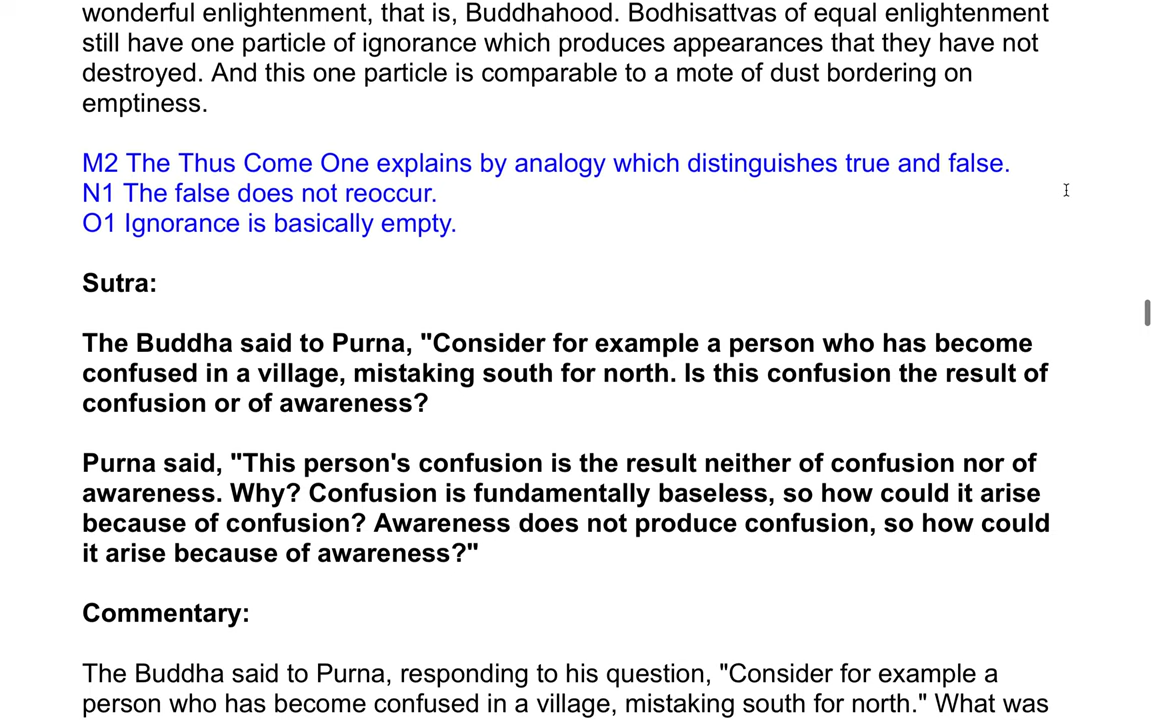 wonderful enlightenment, that is, Buddhahood. Bodhisattvas of equal enlightenment
still have one particle of ignorance which produces appearances that they have not
destroyed. And this one particle is comparable to a mote of dust bordering on
emptiness.
M2 The Thus Come One explains by analogy which distinguishes true and false.
N1 The false does not reoccur.
O1 Ignorance is basically empty.
Sutra:
The Buddha said to Purna, "Consider for example a person who has become
confused in a village, mistaking south for north. Is this confusion the result of
confusion or of awareness?
Purna said, "This person's confusion is the result neither of confusion nor of
awareness. Why? Confusion is fundamentally baseless, so how could it arise
because of confusion? Awareness does not produce confusion, so how could
it arise because of awareness?"
Commentary:
The Buddha said to Purna, responding to his question, "Consider for example a
person who has become confused in a village, mistaking south for north." What was